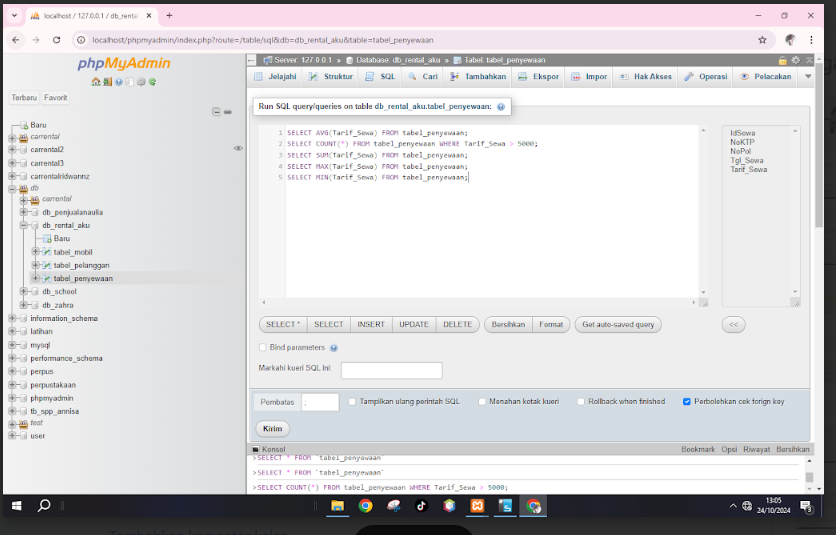 localhost / 127.0.0.1 / db_renta
localhost/phpmyadmin/index.php?route=/table/sql&db=db_rental_aku&table=tabel_penyewaan
phpMyAdmin
Terbaru Favorit
Baru
carrental
carrental2
carrental3
carrentalridwannz
db
carrental
db_penjualanaulia
db_rental_aku
Baru
tabel_mobil
tabel_pelanggan
tabel_penyewaan
db_school
db_zahra
information_schema
latihan
mysql
performance_schema
perpus
perpustakaan
phpmyadmin
tb_spp_annisa
test
user
Server: 127.0.0.1 » Database: db_rental_aku » Tabel: tabel_penyewaan
Jelajahi Struktur SQL Cari Tambahkan Ekspor Impor Hak Akses Operasi Pelacakan
Run SQL query/queries on table db_rental_aku.tabel_penyewaan:
1 SELECT AVG(Tarif_Sewa) FROM tabel_penyewaan;
2 SELECT COUNT(*) FROM tabel_penyewaan WHERE Tarif_Sewa > 5000;
3 SELECT SUM(Tarif_Sewa) FROM tabel_penyewaan;
4 SELECT MAX(Tarif_Sewa) FROM tabel_penyewaan;
5 SELECT MIN(Tarif_Sewa) FROM tabel_penyewaan;
IdSewa
NoKTP
NoPol
Tgl_Sewa
Tarif_Sewa
SELECT * SELECT INSERT UPDATE DELETE Bersihkan Format Get auto-saved query <<
Bind parameters
Markahi kueri SQL ini:
Pembatas ; Tampilkan ulang perintah SQL Menahan kotak kueri Rollback when finished Perbolehkan cek forign key
Kirim
Konsol Bookmark Opsi Riwayat Bersihkan
>SELECT * FROM `tabel_penyewaan`
>SELECT * FROM `tabel_penyewaan`
>SELECT COUNT(*) FROM tabel_penyewaan WHERE Tarif_Sewa > 5000;
13:05
24/10/2024
3